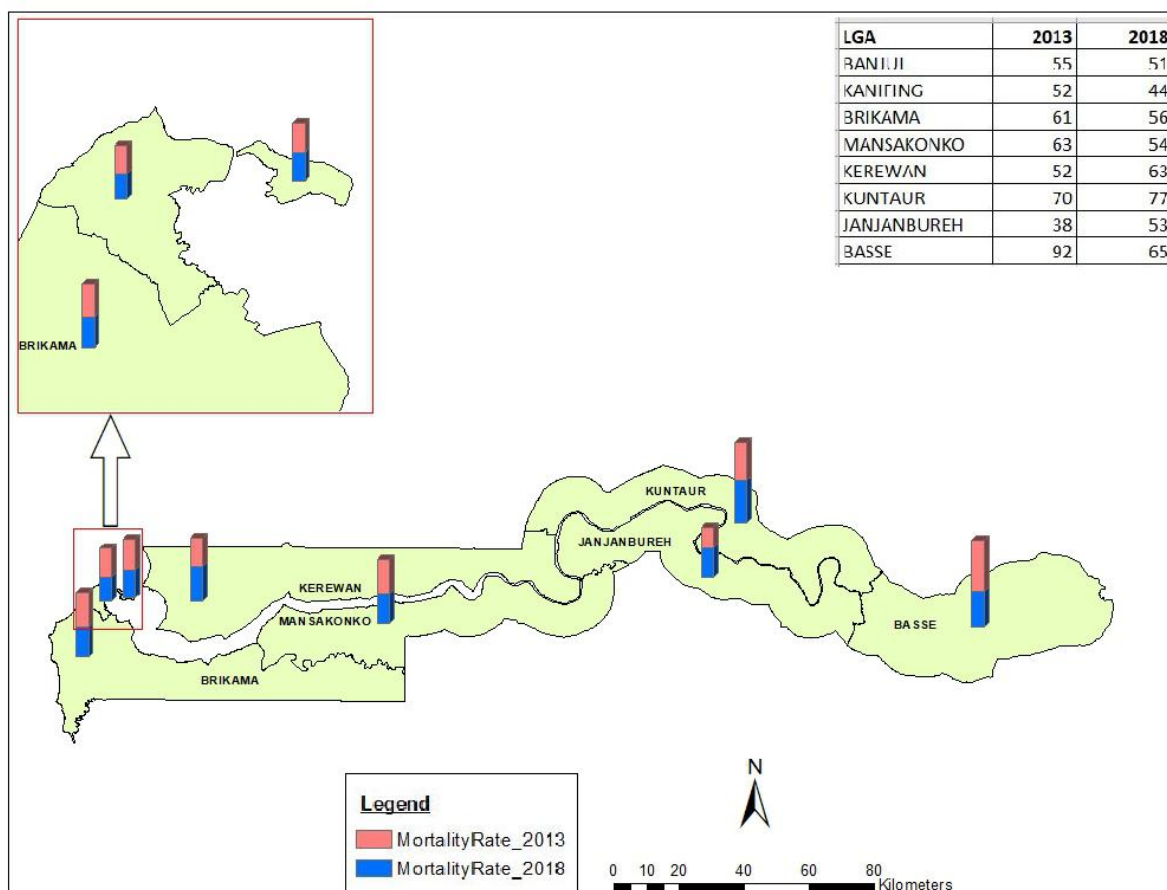 LGA 2013 2018
BANJUL 55 51
KANIFING 52 44
BRIKAMA 61 56
MANSAKONKO 63 54
KEREWAN 52 63
KUNTAUR 70 77
JANJANBUREH 38 53
BASSE 92 65
BRIKAMA
KUNTAUR
JANJANBUREH
KEREWAN
MANSAKONKO
BASSE
BRIKAMA
N
Legend
MortalityRate_2013
MortalityRate_2018
0 10 20 40 60 80
Kilometers